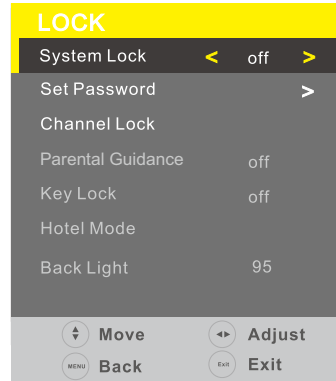 LOCK
System Lock < off >
Set Password >
Channel Lock
Parental Guidance off
Key Lock off
Hotel Mode
Back Light 95
Move Adjust
MENU Back Exit Exit